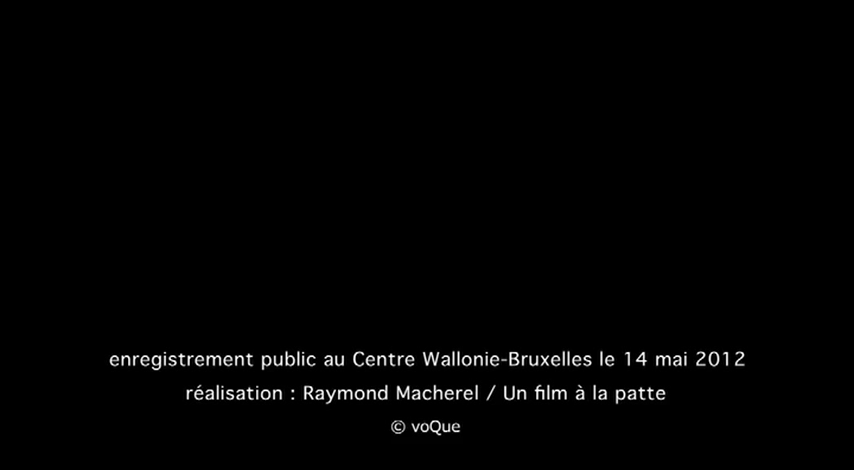 enregistrement public au Centre Wallonie-Bruxelles le 14 mai 2012
réalisation : Raymond Macherel / Un film à la patte
© voQue